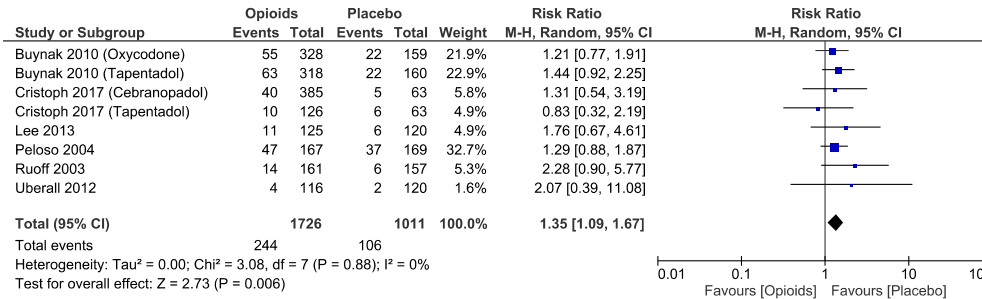 Opioids Placebo Risk Ratio Risk Ratio
Study or Subgroup Events Total Events Total Weight M-H, Random, 95% CI M-H, Random, 95% CI
Buynak 2010 (Oxycodone) 55 328 22 159 21.9% 1.21 [0.77, 1.91]
Buynak 2010 (Tapentadol) 63 318 22 160 22.9% 1.44 [0.92, 2.25]
Cristoph 2017 (Cebranopadol) 40 385 5 63 5.8% 1.31 [0.54, 3.19]
Cristoph 2017 (Tapentadol) 10 126 6 63 4.9% 0.83 [0.32, 2.19]
Lee 2013 11 125 6 120 4.9% 1.76 [0.67, 4.61]
Peloso 2004 47 167 37 169 32.7% 1.29 [0.88, 1.87]
Ruoff 2003 14 161 6 157 5.3% 2.28 [0.90, 5.77]
Uberall 2012 4 116 2 120 1.6% 2.07 [0.39, 11.08]
Total (95% CI) 1726 1011 100.0% 1.35 [1.09, 1.67]
Total events 244 106
Heterogeneity: Tau² = 0.00; Chi² = 3.08, df = 7 (P = 0.88); I² = 0%
Test for overall effect: Z = 2.73 (P = 0.006)
0.01 0.1 1 10
Favours [Opioids] Favours [Placebo]